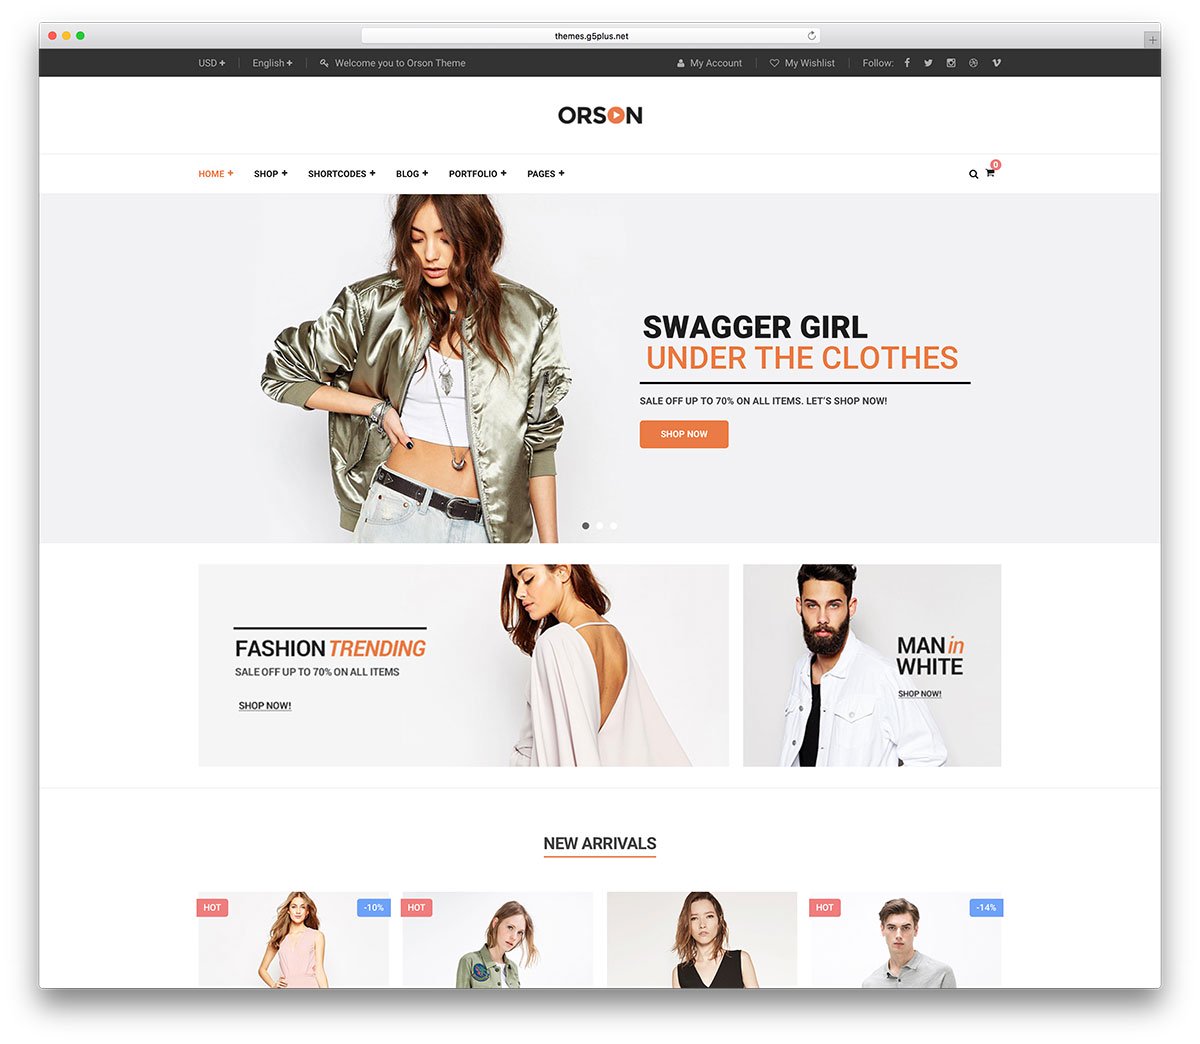 themes.g5plus.net
USD + English + Welcome you to Orson Theme My Account My Wishlist Follow:
ORSON
HOME + SHOP + SHORTCODES + BLOG + PORTFOLIO + PAGES +
0
SWAGGER GIRL
UNDER THE CLOTHES
SALE OFF UP TO 70% ON ALL ITEMS. LET'S SHOP NOW!
SHOP NOW
FASHION TRENDING
SALE OFF UP TO 70% ON ALL ITEMS
SHOP NOW!
MAN in
WHITE
SHOP NOW!
NEW ARRIVALS
HOT -10% HOT HOT -14%